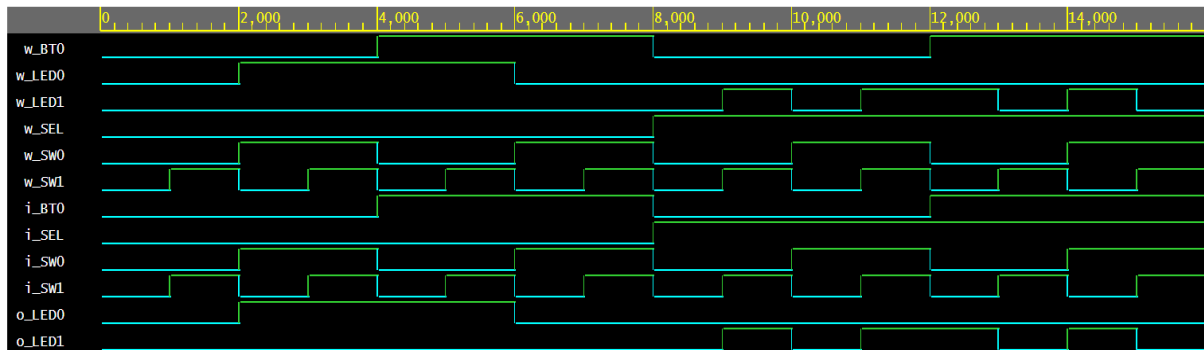 0 2,000 4,000 6,000 8,000 10,000 12,000 14,000
w_BT0
w_LED0
w_LED1
w_SEL
w_SW0
w_SW1
i_BT0
i_SEL
i_SW0
i_SW1
o_LED0
o_LED1